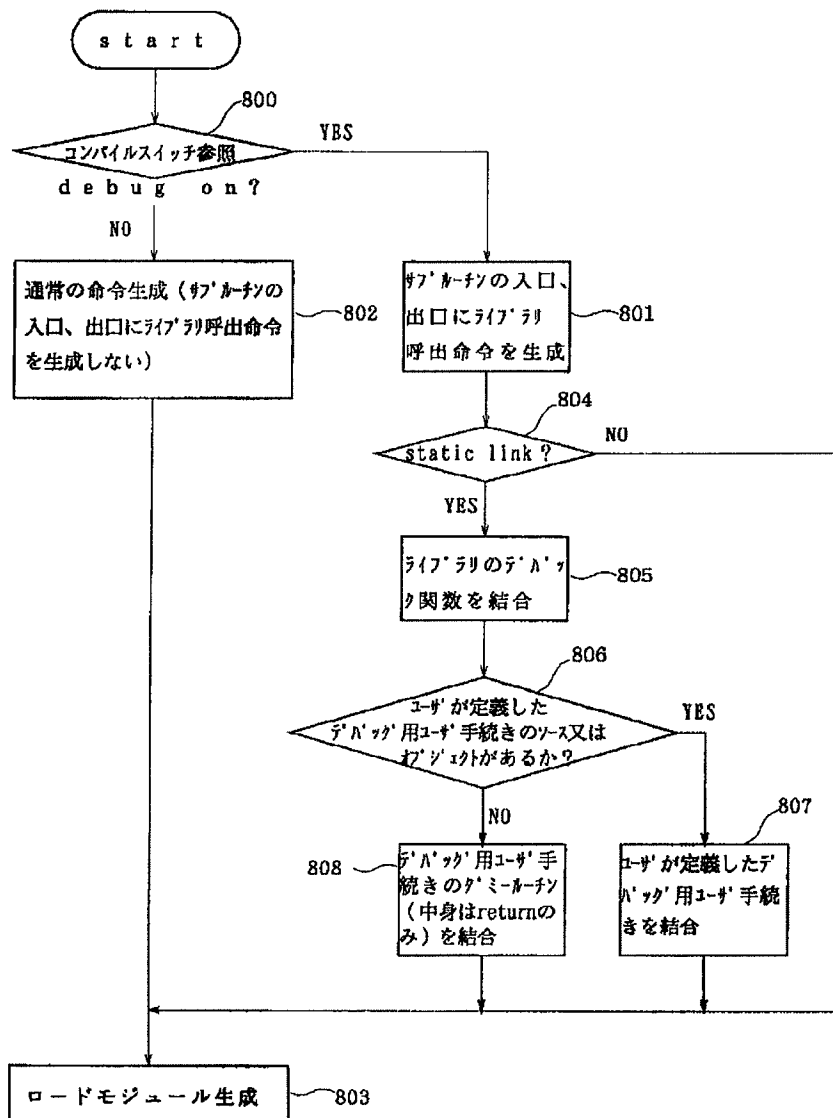 start
800
コンパイルスイッチ参照
YES
debug on?
NO
通常の命令生成（ｻﾌﾞﾙｰﾁﾝの
入口、出口にﾗｲﾌﾞﾗﾘ呼出命令
を生成しない）
802
ｻﾌﾞﾙｰﾁﾝの入口、
出口にﾗｲﾌﾞﾗﾘ
呼出命令を生成
801
804
static link?
NO
YES
ﾗｲﾌﾞﾗﾘのﾃﾞﾊﾞｯ
ｸ関数を結合
805
806
ﾕｰｻﾞが定義した
ﾃﾞﾊﾞｯｸﾞ用ﾕｰｻﾞ手続きのｿｰｽ又は
ｵﾌﾞｼﾞｪｸﾄがあるか?
YES
NO
807
808
ﾃﾞﾊﾞｯｸﾞ用ﾕｰｻﾞ手
続きのﾀﾞﾐｰﾙｰﾁﾝ
（中身はreturnの
み）を結合
ﾕｰｻﾞが定義したﾃﾞ
ﾊﾞｯｸﾞ用ﾕｰｻﾞ手続
きを結合
ロードモジュール生成
803